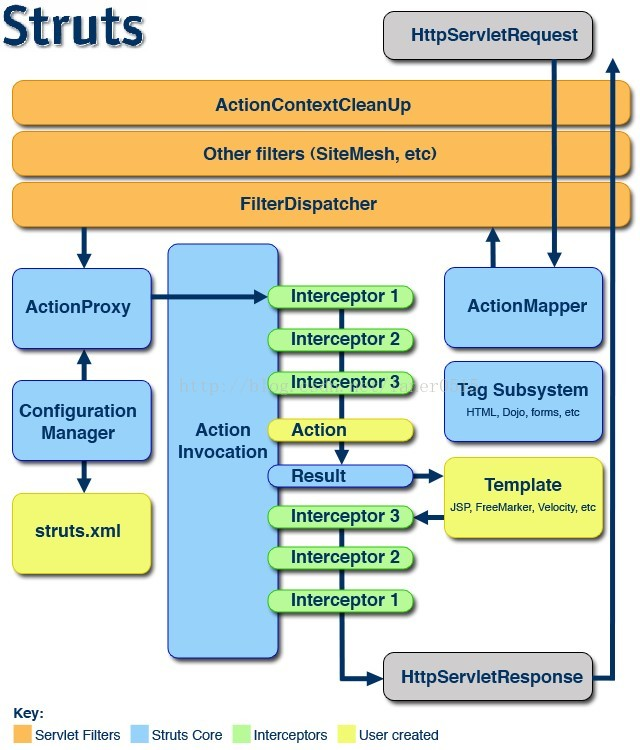 Struts
HttpServletRequest
ActionContextCleanUp
Other filters (SiteMesh, etc)
FilterDispatcher
ActionProxy
Interceptor 1
ActionMapper
Interceptor 2
Interceptor 3
Tag Subsystem
HTML, Dojo, forms, etc
Configuration
Manager
Action
Invocation
Action
Result
Template
JSP, FreeMarker, Velocity, etc
struts.xml
Interceptor 3
Interceptor 2
Interceptor 1
HttpServletResponse
Key:
Servlet Filters
Struts Core
Interceptors
User created